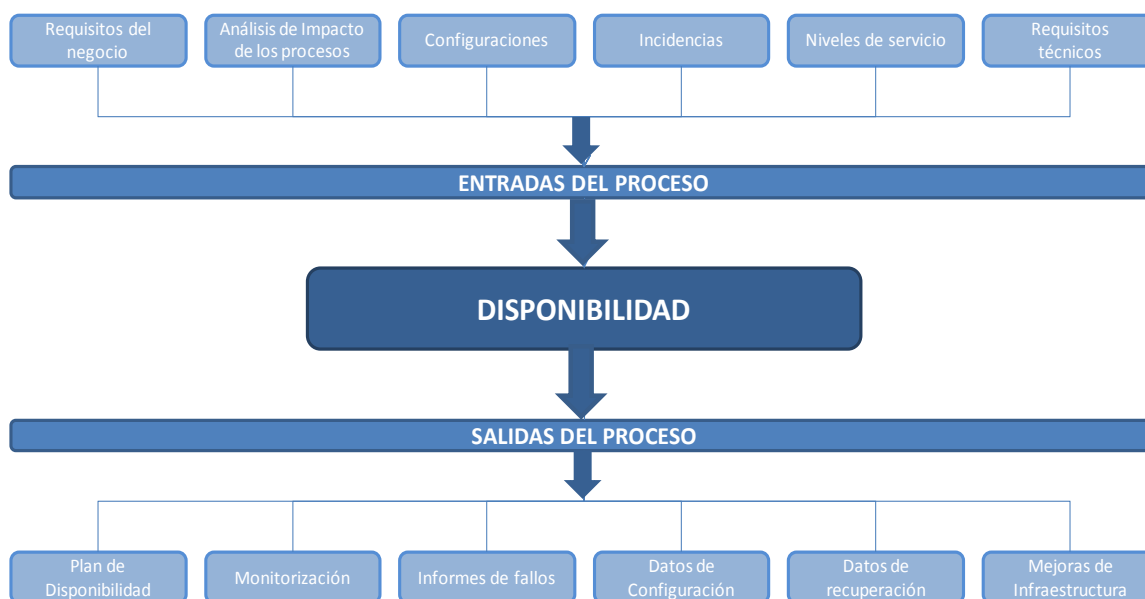 Requisitos del
negocio
Análisis de Impacto
de los procesos
Configuraciones
Incidencias
Niveles de servicio
Requisitos
técnicos
ENTRADAS DEL PROCESO
DISPONIBILIDAD
SALIDAS DEL PROCESO
Plan de
Disponibilidad
Monitorización
Informes de fallos
Datos de
Configuración
Datos de
recuperación
Mejoras de
Infraestructura